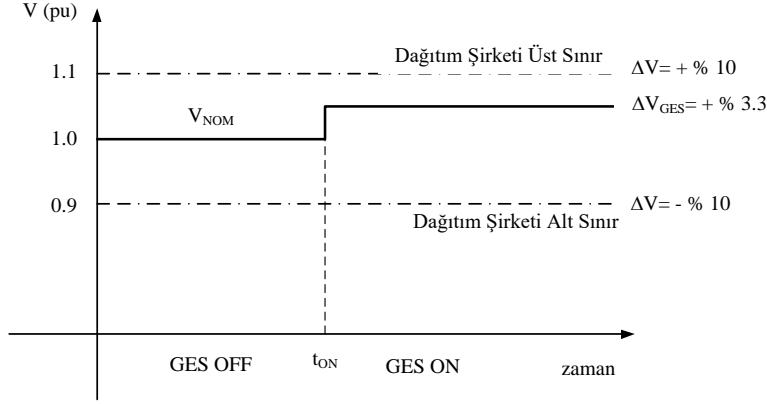 V (pu)
Dağıtım Şirketi Üst Sınır
1.1
ΔV= + % 10
V_NOM
ΔV_GES= + % 3.3
1.0
0.9
ΔV= - % 10
Dağıtım Şirketi Alt Sınır
GES OFF
t_ON
GES ON
zaman